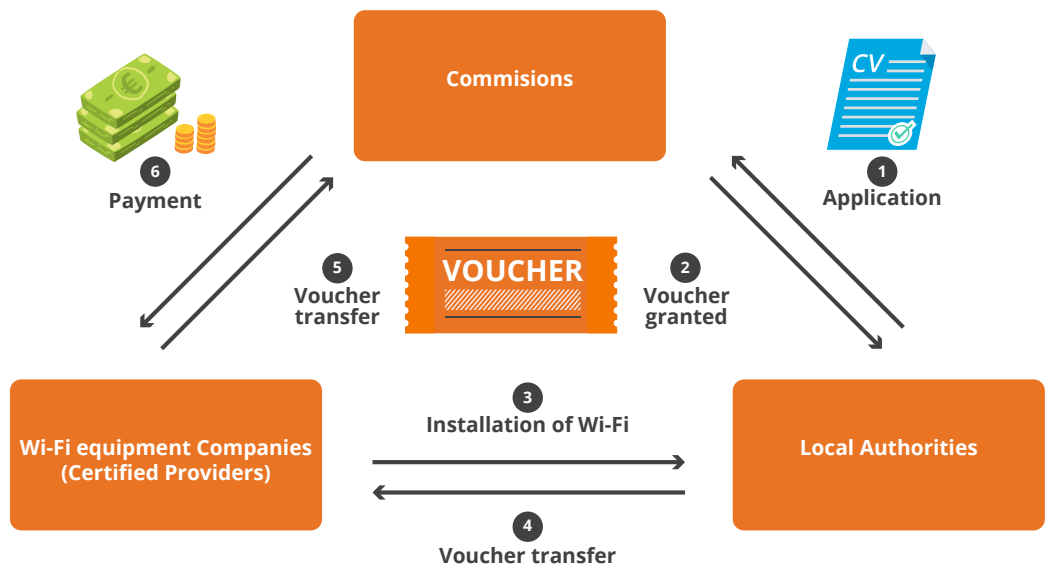 Commisions
CV
6
Payment
1
Application
5
Voucher
transfer
VOUCHER
2
Voucher
granted
3
Installation of Wi-Fi
Wi-Fi equipment Companies
(Certified Providers)
Local Authorities
4
Voucher transfer